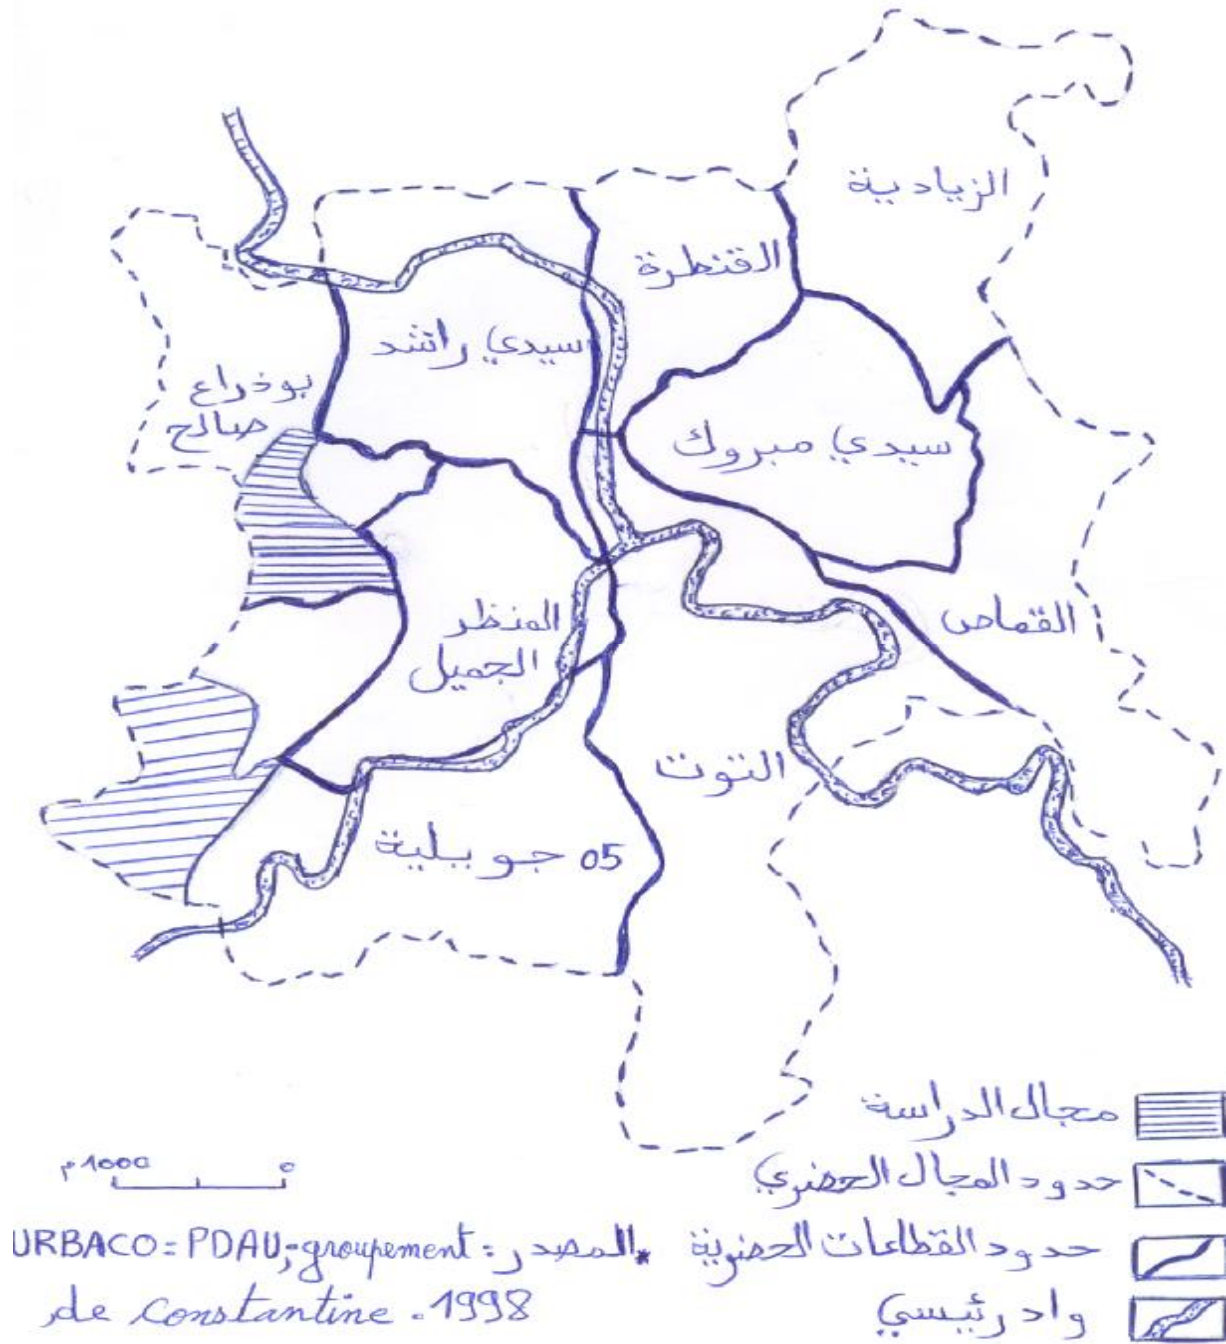 الزيادية
القنطرة
سيدي راشد
بوذراع
صالح
سيدي مبروك
القماص
المنظر
الجميل
التوت
05 جويلية
مجال الدراسة
حدود المجال الحضري
حدود القطاعات الحضرية
واد رئيسي
0 1000م
*المصدر: URBACO = PDAU, groupement
de constantine . 1998